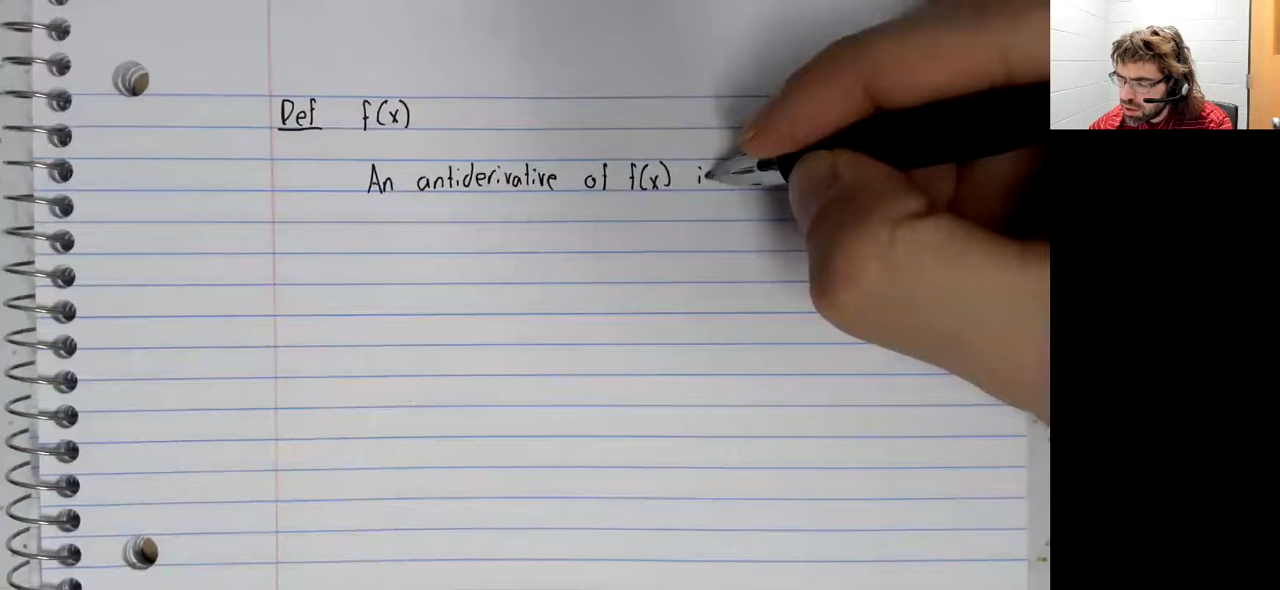 Def f(x)
An antiderivative of f(x) i